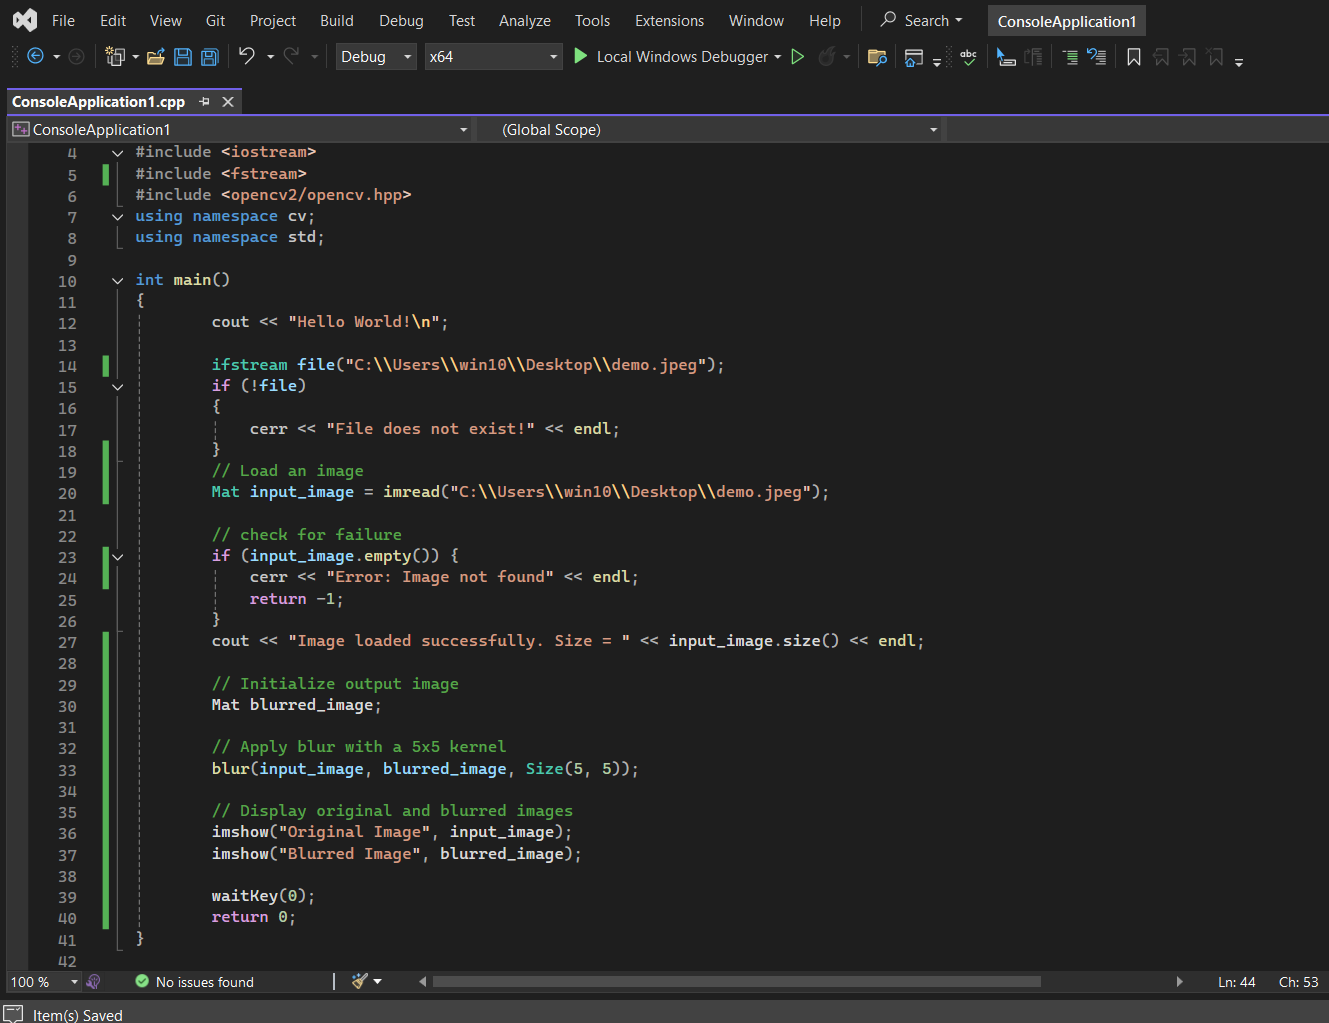 File Edit View Git Project Build Debug Test Analyze Tools Extensions Window Help Search ConsoleApplication1
Debug x64 Local Windows Debugger abc
ConsoleApplication1.cpp
ConsoleApplication1 (Global Scope)
4 #include <iostream>
5 #include <fstream>
6 #include <opencv2/opencv.hpp>
7 using namespace cv;
8 using namespace std;
9
10 int main()
11 {
12 cout << "Hello World!\n";
13
14 ifstream file("C:\\Users\\win10\\Desktop\\demo.jpeg");
15 if (!file)
16 {
17 cerr << "File does not exist!" << endl;
18 }
19 // Load an image
20 Mat input_image = imread("C:\\Users\\win10\\Desktop\\demo.jpeg");
21
22 // check for failure
23 if (input_image.empty()) {
24 cerr << "Error: Image not found" << endl;
25 return -1;
26 }
27 cout << "Image loaded successfully. Size = " << input_image.size() << endl;
28
29 // Initialize output image
30 Mat blurred_image;
31
32 // Apply blur with a 5x5 kernel
33 blur(input_image, blurred_image, Size(5, 5));
34
35 // Display original and blurred images
36 imshow("Original Image", input_image);
37 imshow("Blurred Image", blurred_image);
38
39 waitKey(0);
40 return 0;
41 }
42
100 % No issues found Ln: 44 Ch: 53
Item(s) Saved